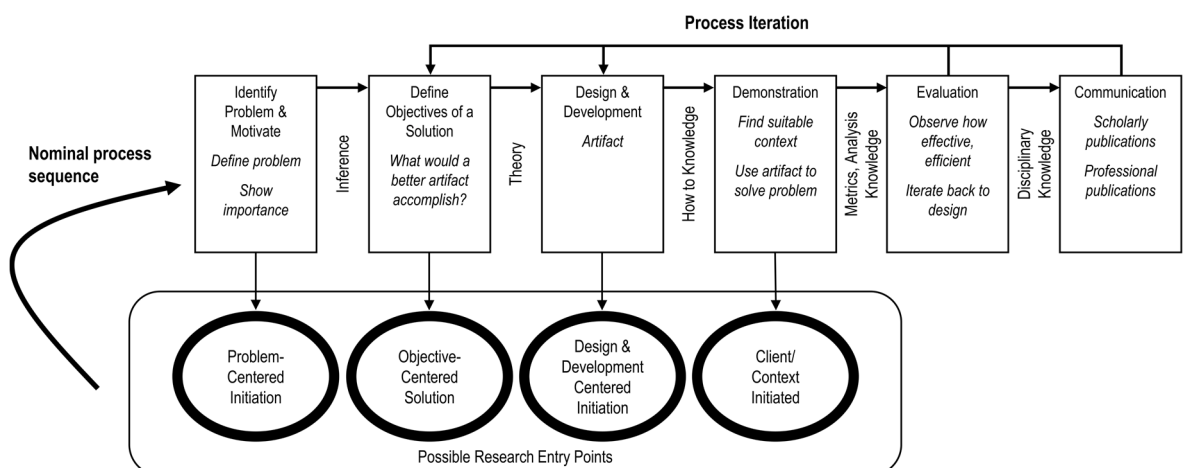 Process Iteration
Nominal process
sequence
Identify
Problem &
Motivate
Define problem
Show
importance
Inference
Define
Objectives of a
Solution
What would a
better artifact
accomplish?
Theory
Design &
Development
Artifact
How to Knowledge
Demonstration
Find suitable
context
Use artifact to
solve problem
Metrics, Analysis
Knowledge
Evaluation
Observe how
effective,
efficient
Iterate back to
design
Disciplinary
Knowledge
Communication
Scholarly
publications
Professional
publications
Problem-
Centered
Initiation
Objective-
Centered
Solution
Design &
Development
Centered
Initiation
Client/
Context
Initiated
Possible Research Entry Points